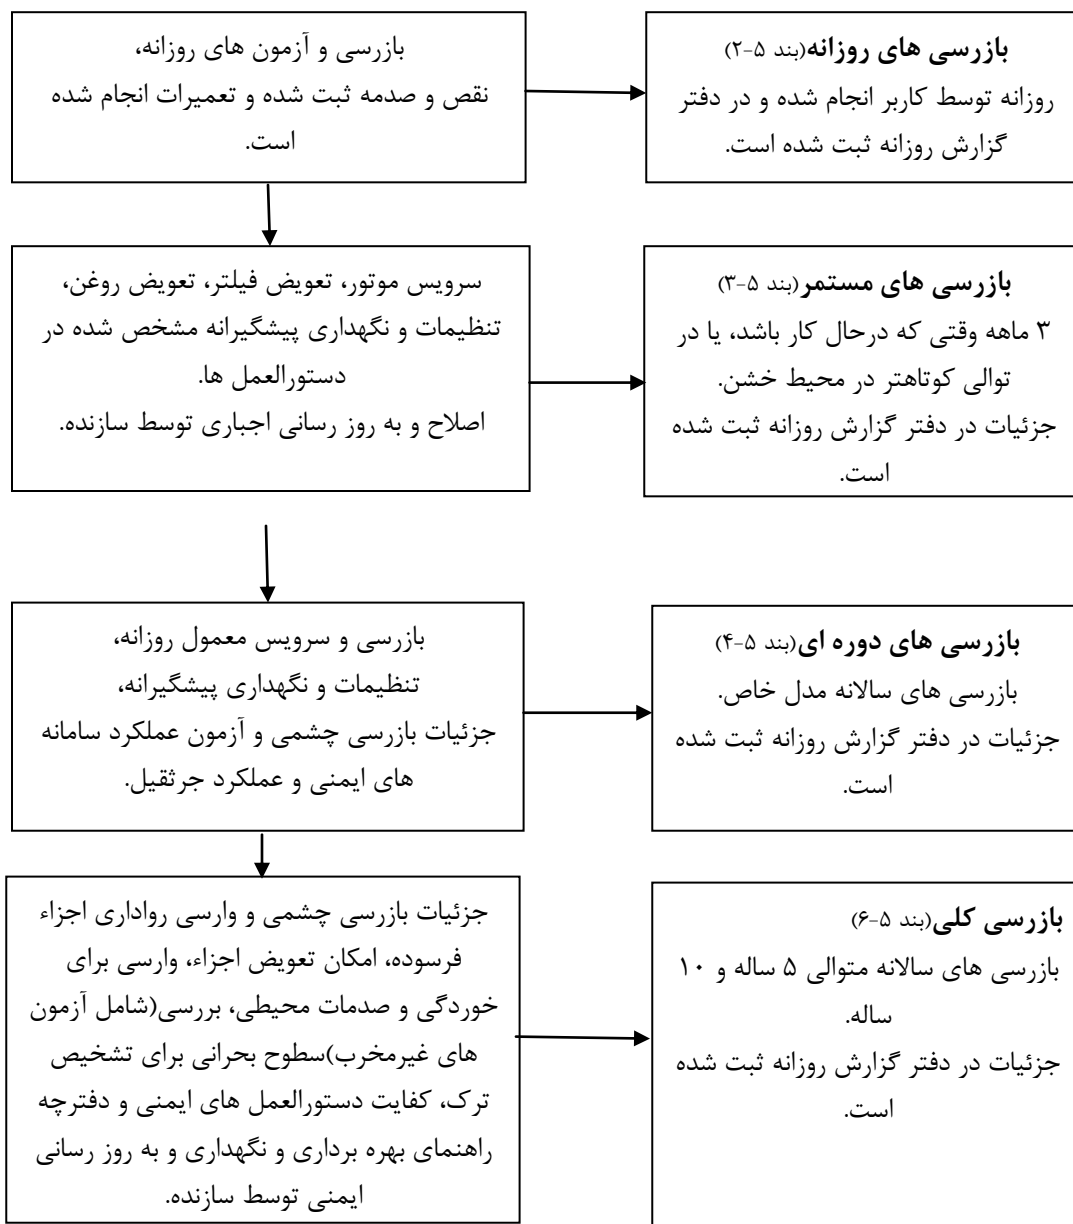 بازرسی های روزانه(بند ۵-۲)
روزانه توسط کاربر انجام شده و در دفتر
گزارش روزانه ثبت شده است.
بازرسی و آزمون های روزانه،
نقص و صدمه ثبت شده و تعمیرات انجام شده
است.
بازرسی های مستمر(بند ۵-۳)
۳ ماهه وقتی که درحال کار باشد، یا در
توالی کوتاهتر در محیط خشن.
جزئیات در دفتر گزارش روزانه ثبت شده
است.
سرویس موتور، تعویض فیلتر، تعویض روغن،
تنظیمات و نگهداری پیشگیرانه مشخص شده در
دستورالعمل ها.
اصلاح و به روز رسانی اجباری توسط سازنده.
بازرسی های دوره ای(بند ۵-۴)
بازرسی های سالانه مدل خاص.
جزئیات در دفتر گزارش روزانه ثبت شده
است.
بازرسی و سرویس معمول روزانه،
تنظیمات و نگهداری پیشگیرانه،
جزئیات بازرسی چشمی و آزمون عملکرد سامانه
های ایمنی و عملکرد جرثقیل.
بازرسی کلی(بند ۵-۶)
بازرسی های سالانه متوالی ۵ ساله و ۱۰
ساله.
جزئیات در دفتر گزارش روزانه ثبت شده
است.
جزئیات بازرسی چشمی و وارسی رواداری اجزاء
فرسوده، امکان تعویض اجزاء، وارسی برای
خوردگی و صدمات محیطی، بررسی(شامل آزمون
های غیرمخرب)سطوح بحرانی برای تشخیص
ترک، کفایت دستورالعمل های ایمنی و دفترچه
راهنمای بهره برداری و نگهداری و به روز رسانی
ایمنی توسط سازنده.